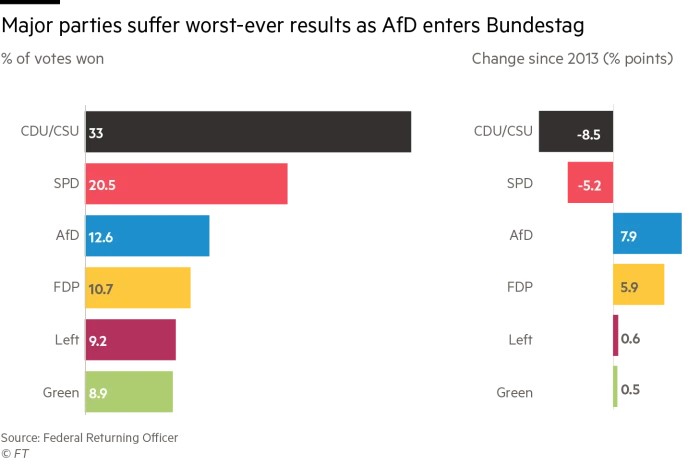 Major parties suffer worst-ever results as AfD enters Bundestag
% of votes won
Change since 2013 (% points)
CDU/CSU 33
SPD 20.5
AfD 12.6
FDP 10.7
Left 9.2
Green 8.9
CDU/CSU -8.5
SPD -5.2
AfD 7.9
FDP 5.9
Left 0.6
Green 0.5
Source: Federal Returning Officer
© FT